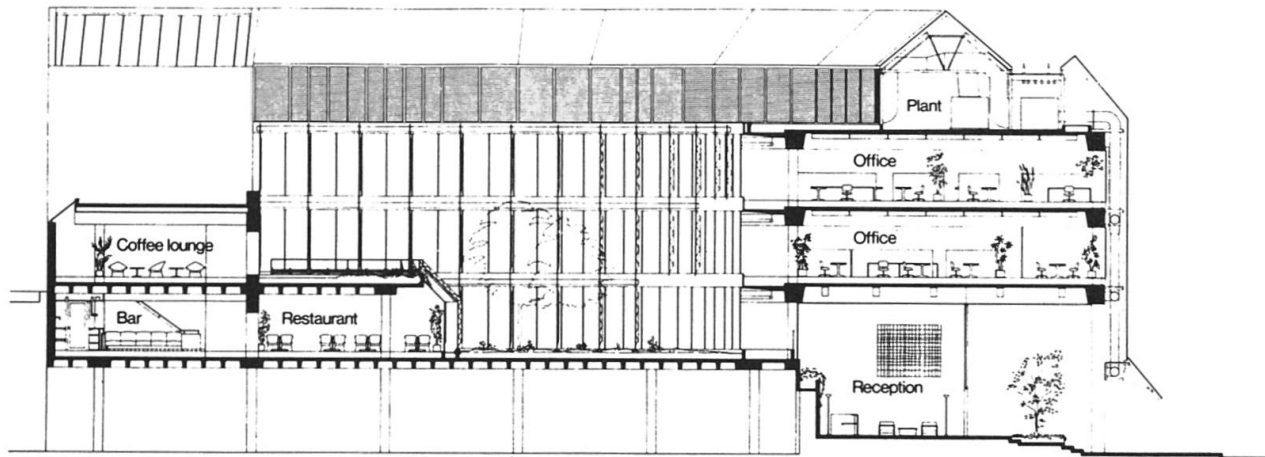 Plant
Office
Office
Coffee lounge
Bar
Restaurant
Reception